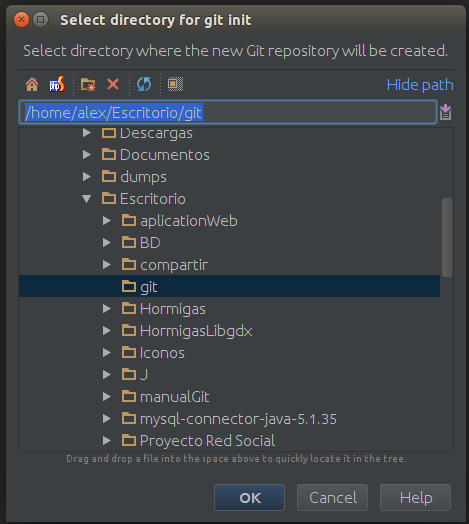 Select directory for git init
Select directory where the new Git repository will be created.
php
Hide path
/home/alex/Escritorio/git
Descargas
Documentos
dumps
Escritorio
aplicationWeb
BD
compartir
git
Hormigas
HormigasLibgdx
Iconos
J
manualGit
mysql-connector-java-5.1.35
Proyecto Red Social
Drag and drop a file into the space above to quickly locate it in the tree.
OK
Cancel
Help